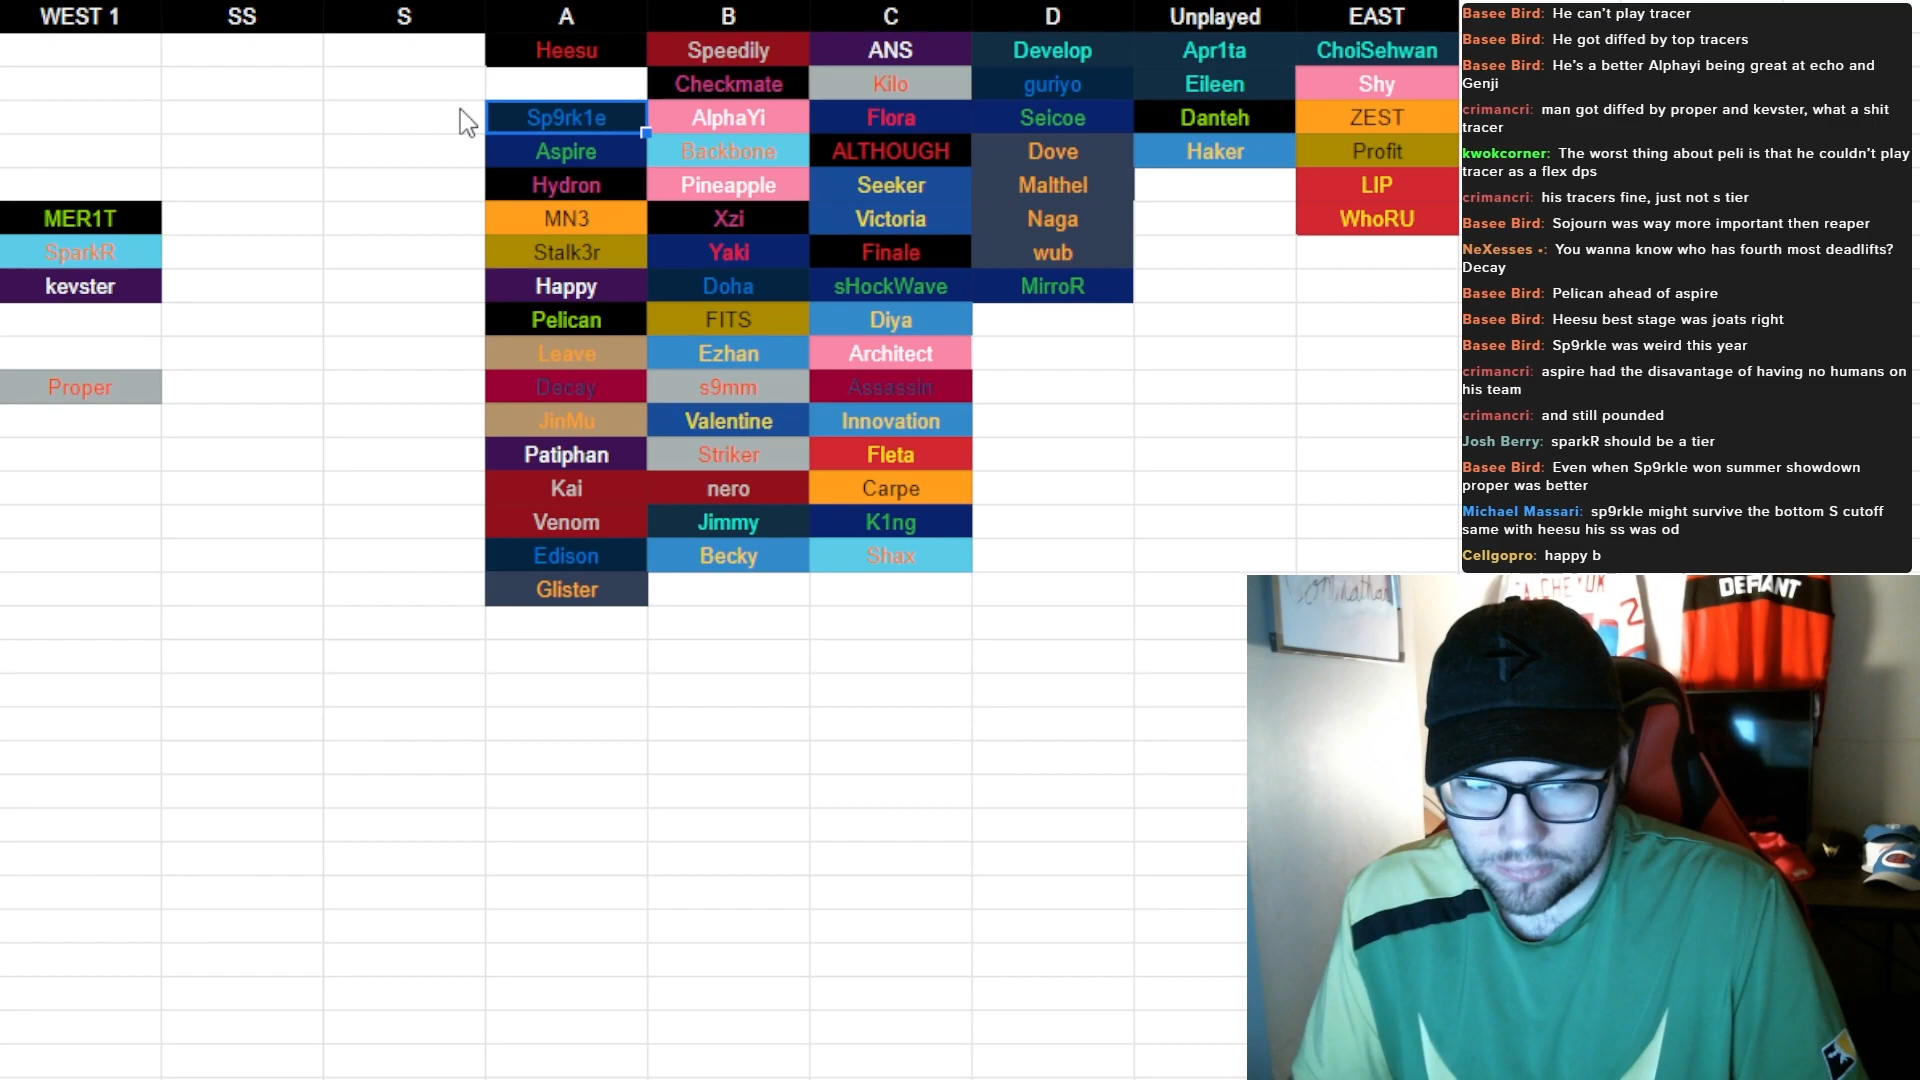 WEST 1 SS S A B C D Unplayed EAST
Heesu Speedily ANS Develop Apr1ta ChoiSehwan
Checkmate Kilo guriyo Eileen Shy
Sp9rk1e AlphaYi Flora Seicoe Danteh ZEST
Aspire Backbone ALTHOUGH Dove Haker Profit
Hydron Pineapple Seeker Malthel LIP
MER1T MN3 Xzi Victoria Naga WhoRU
SparkR Stalk3r Yaki Finale wub
kevster Happy Doha sHockWave MirroR
Pelican FITS Diya
Leave Ezhan Architect
Proper Decay s9mm Assassin
JinMu Valentine Innovation
Patiphan Striker Fleta
Kai nero Carpe
Venom Jimmy K1ng
Edison Becky Shax
Glister
Basee Bird: He can't play tracer
Basee Bird: He got diffed by top tracers
Basee Bird: He's a better Alphayi being great at echo and
Genji
crimancri: man got diffed by proper and kevster, what a shit
tracer
kwokcorner: The worst thing about peli is that he couldn't play
tracer as a flex dps
crimancri: his tracers fine, just not s tier
Basee Bird: Sojourn was way more important then reaper
NeXesses •: You wanna know who has fourth most deadlifts?
Decay
Basee Bird: Pelican ahead of aspire
Basee Bird: Heesu best stage was joats right
Basee Bird: Sp9rkle was weird this year
crimancri: aspire had the disavantage of having no humans on
his team
crimancri: and still pounded
Josh Berry: sparkR should be a tier
Basee Bird: Even when Sp9rkle won summer showdown
proper was better
Michael Massari: sp9rkle might survive the bottom S cutoff
same with heesu his ss was od
Cellgopro: happy b
DEFIANT